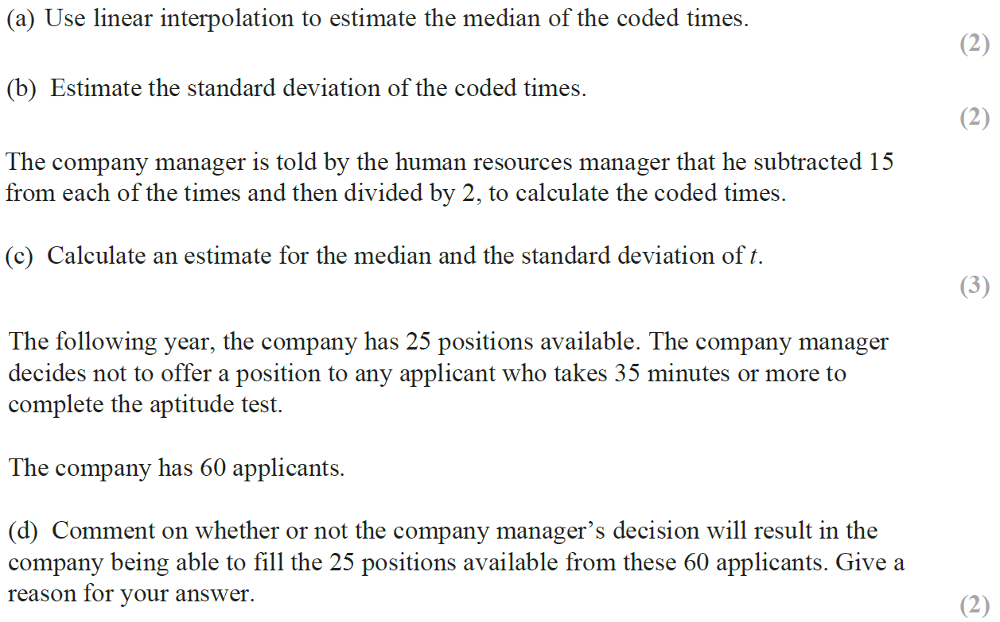 (a) Use linear interpolation to estimate the median of the coded times.
(2)
(b) Estimate the standard deviation of the coded times.
(2)
The company manager is told by the human resources manager that he subtracted 15
from each of the times and then divided by 2, to calculate the coded times.
(c) Calculate an estimate for the median and the standard deviation of t.
(3)
The following year, the company has 25 positions available. The company manager
decides not to offer a position to any applicant who takes 35 minutes or more to
complete the aptitude test.
The company has 60 applicants.
(d) Comment on whether or not the company manager’s decision will result in the
company being able to fill the 25 positions available from these 60 applicants. Give a
reason for your answer.
(2)